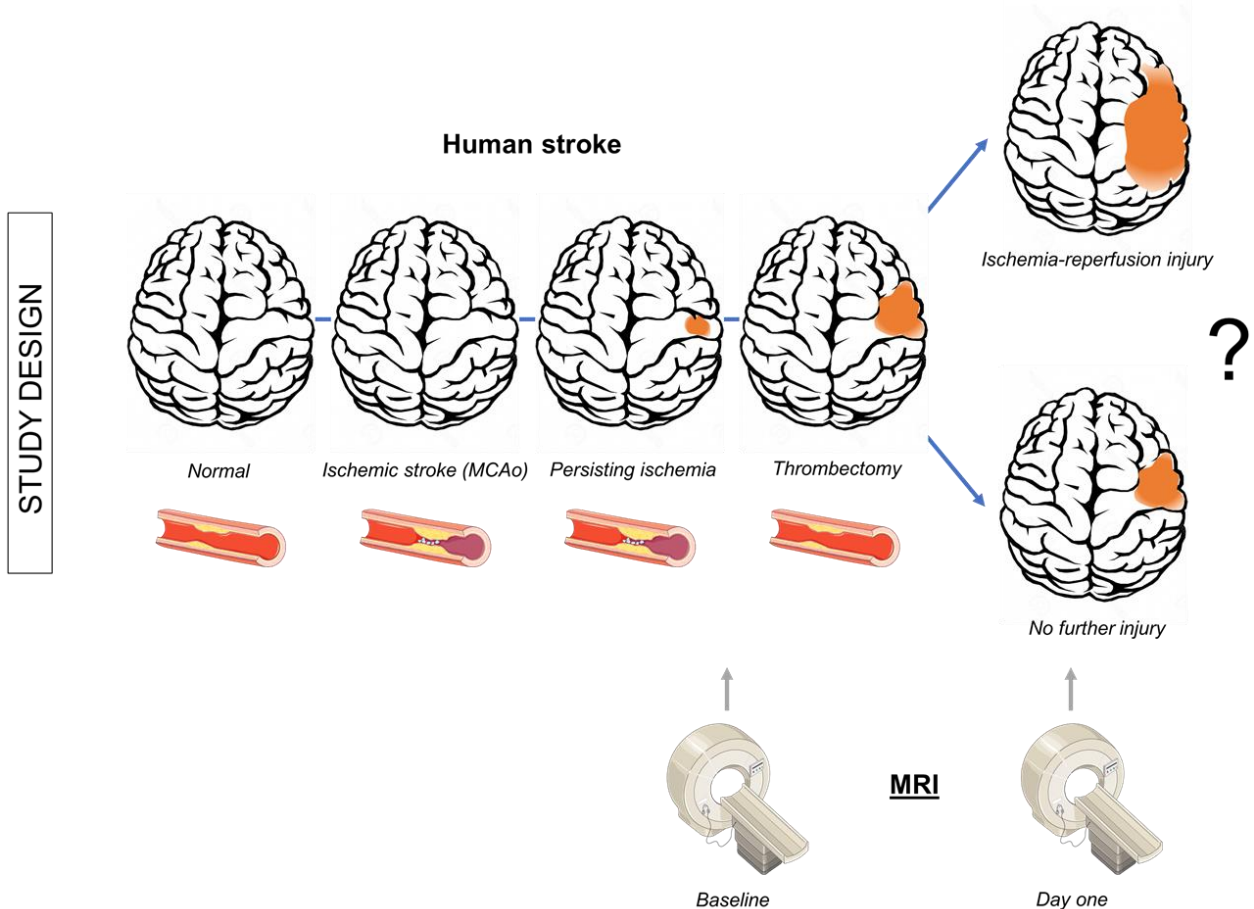 Human stroke
STUDY DESIGN
Normal
Ischemic stroke (MCAo)
Persisting ischemia
Thrombectomy
Ischemia-reperfusion injury
?
No further injury
MRI
Baseline
Day one